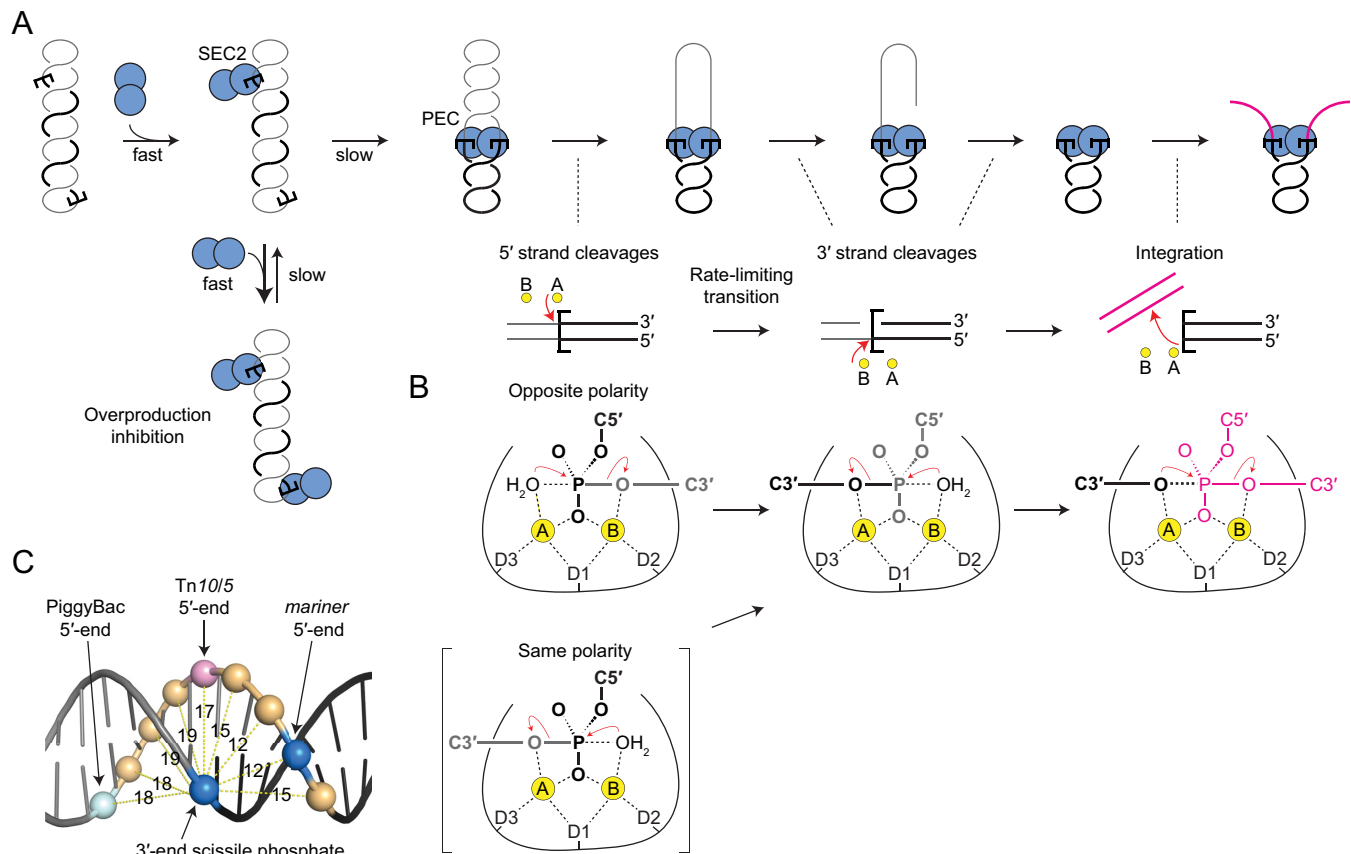 A
SEC2
fast
slow
PEC
fast
slow
Overproduction
inhibition
5′ strand cleavages
Rate-limiting
transition
3′ strand cleavages
Integration
B A
3′
5′
3′
5′
B A
B A
3′
5′
B
Opposite polarity
C5′
O O
H2O P O C3′
O
A B
D3 D1 D2
C5′
O O
C3′ O P OH2
O
A B
D3 D1 D2
C5′
O O
C3′ O P O C3′
O
A B
D3 D1 D2
Same polarity
C5′
O O
C3′ O P OH2
O
A B
D3 D1 D2
C
PiggyBac
5′-end
Tn10/5
5′-end
mariner
5′-end
17
19 15
19 12
18 12
18 15
3′-end scissile phosphate